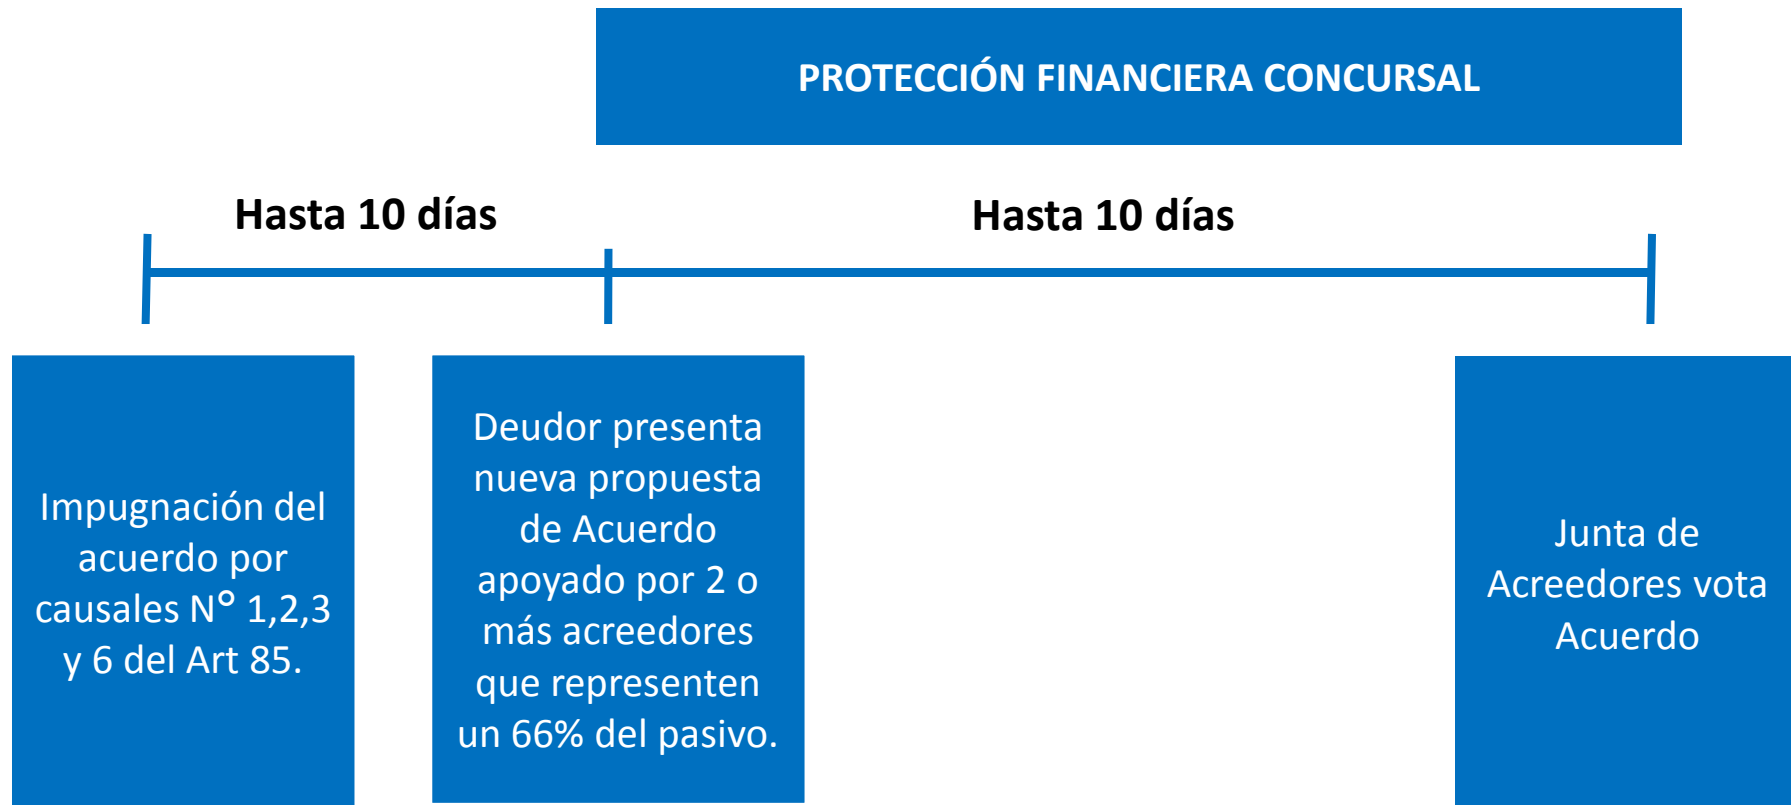 PROTECCIÓN FINANCIERA CONCURSAL
Hasta 10 días
Hasta 10 días
Impugnación del
acuerdo por
causales N° 1,2,3
y 6 del Art 85.
Deudor presenta
nueva propuesta
de Acuerdo
apoyado por 2 o
más acreedores
que representen
un 66% del pasivo.
Junta de
Acreedores vota
Acuerdo